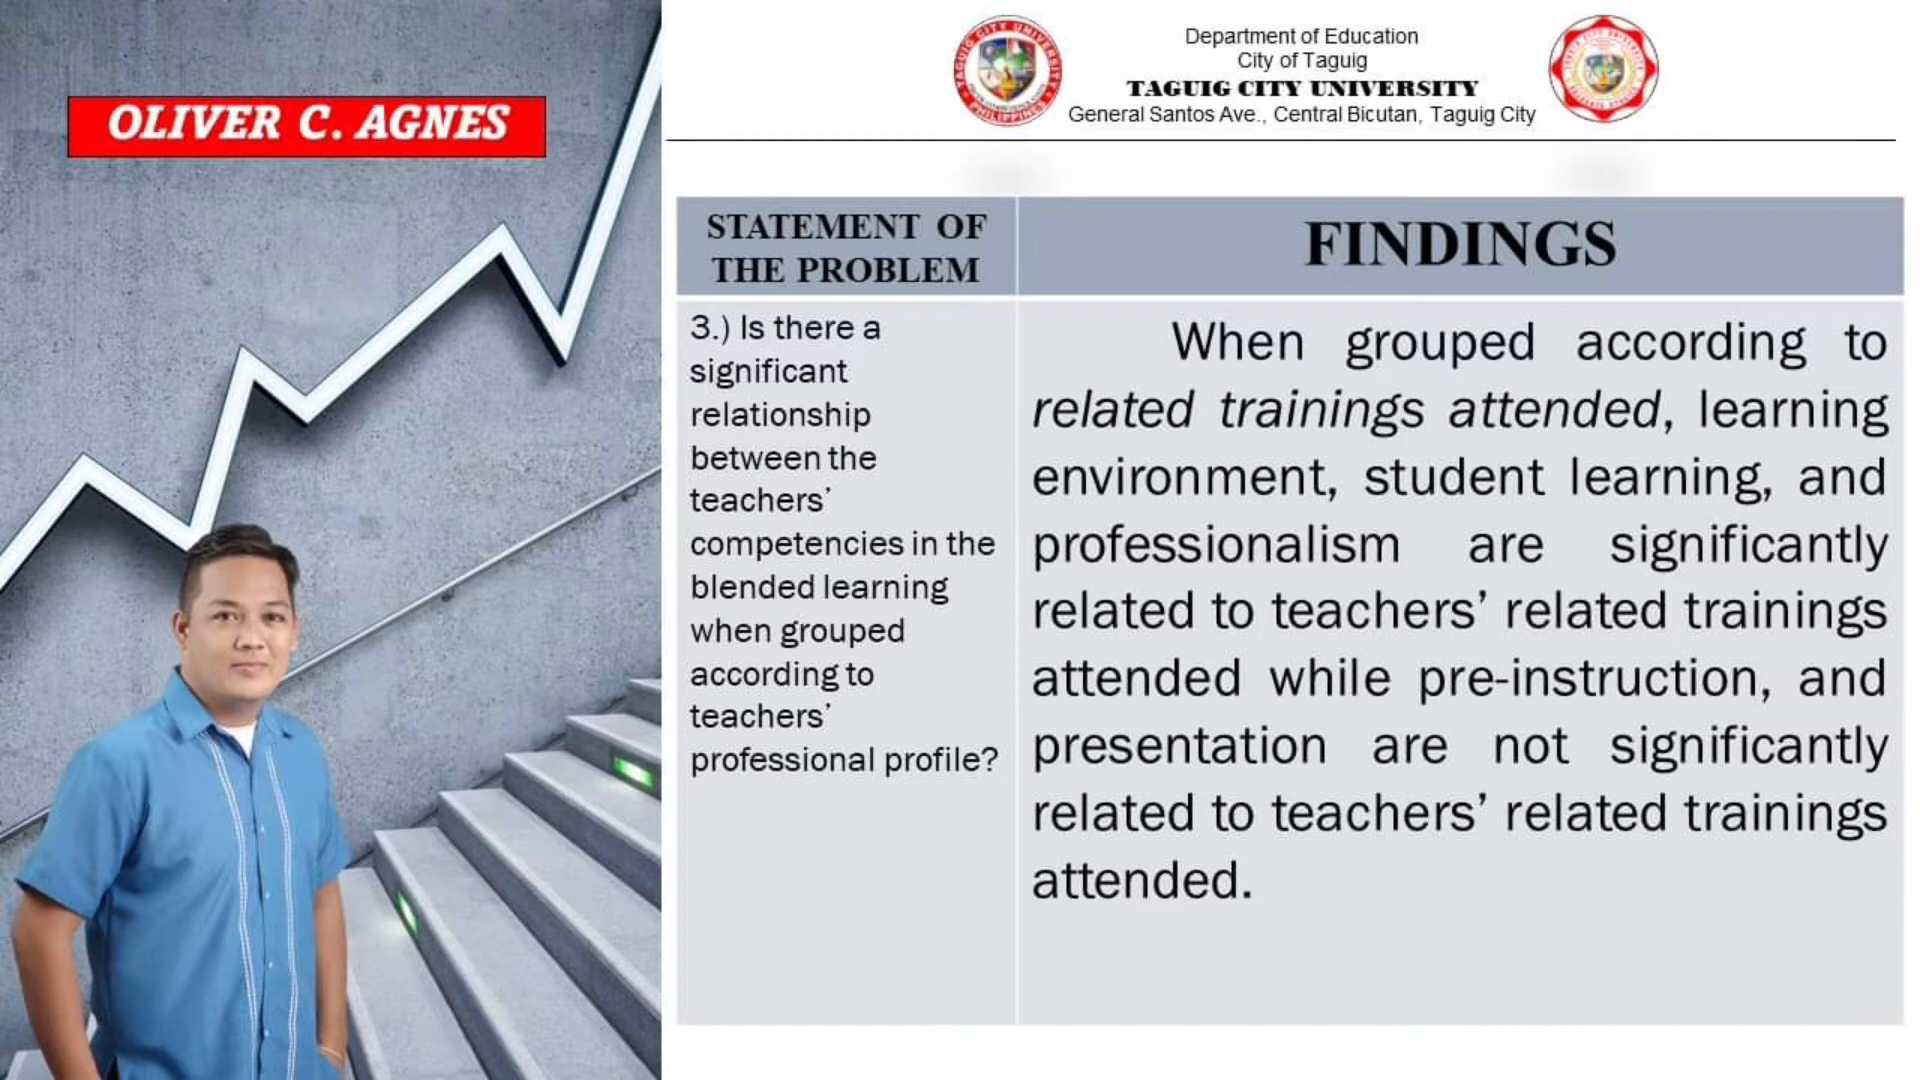 OLIVER C. AGNES
Department of Education
City of Taguig
TAGUIG CITY UNIVERSITY
General Santos Ave., Central Bicutan, Taguig City
TAGUIG CITY UNIVERSITY
PHILIPPINES
STATEMENT OF
THE PROBLEM
FINDINGS
3.) Is there a
significant
relationship
between the
teachers’
competencies in the
blended learning
when grouped
according to
teachers’
professional profile?
When grouped according to
related trainings attended, learning
environment, student learning, and
professionalism are significantly
related to teachers’ related trainings
attended while pre-instruction, and
presentation are not significantly
related to teachers’ related trainings
attended.